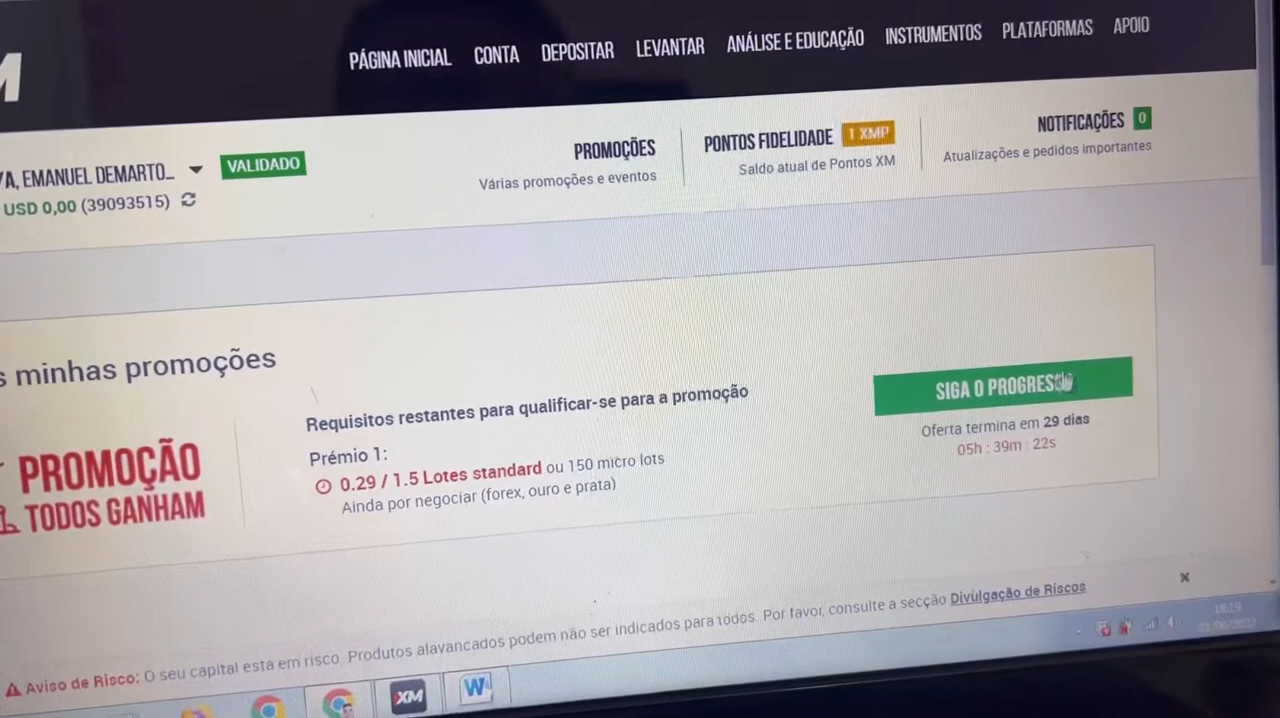 M
PÁGINA INICIAL CONTA DEPOSITAR LEVANTAR ANÁLISE E EDUCAÇÃO INSTRUMENTOS PLATAFORMAS APOIO
A, EMANUEL DEMARTO... VALIDADO
USD 0,00 (39093515)
PROMOÇÕES
Várias promoções e eventos
PONTOS FIDELIDADE 1 XMP
Saldo atual de Pontos XM
NOTIFICAÇÕES 0
Atualizações e pedidos importantes
s minhas promoções
PROMOÇÃO
TODOS GANHAM
Requisitos restantes para qualificar-se para a promoção
Prémio 1:
0.29 / 1.5 Lotes standard ou 150 micro lots
Ainda por negociar (forex, ouro e prata)
SIGA O PROGRES
Oferta termina em 29 dias
05h : 39m : 22s
Aviso de Risco: O seu capital esta em risco. Produtos alavancados podem não ser indicados para todos. Por favor, consulte a secção Divulgação de Riscos
XM
W